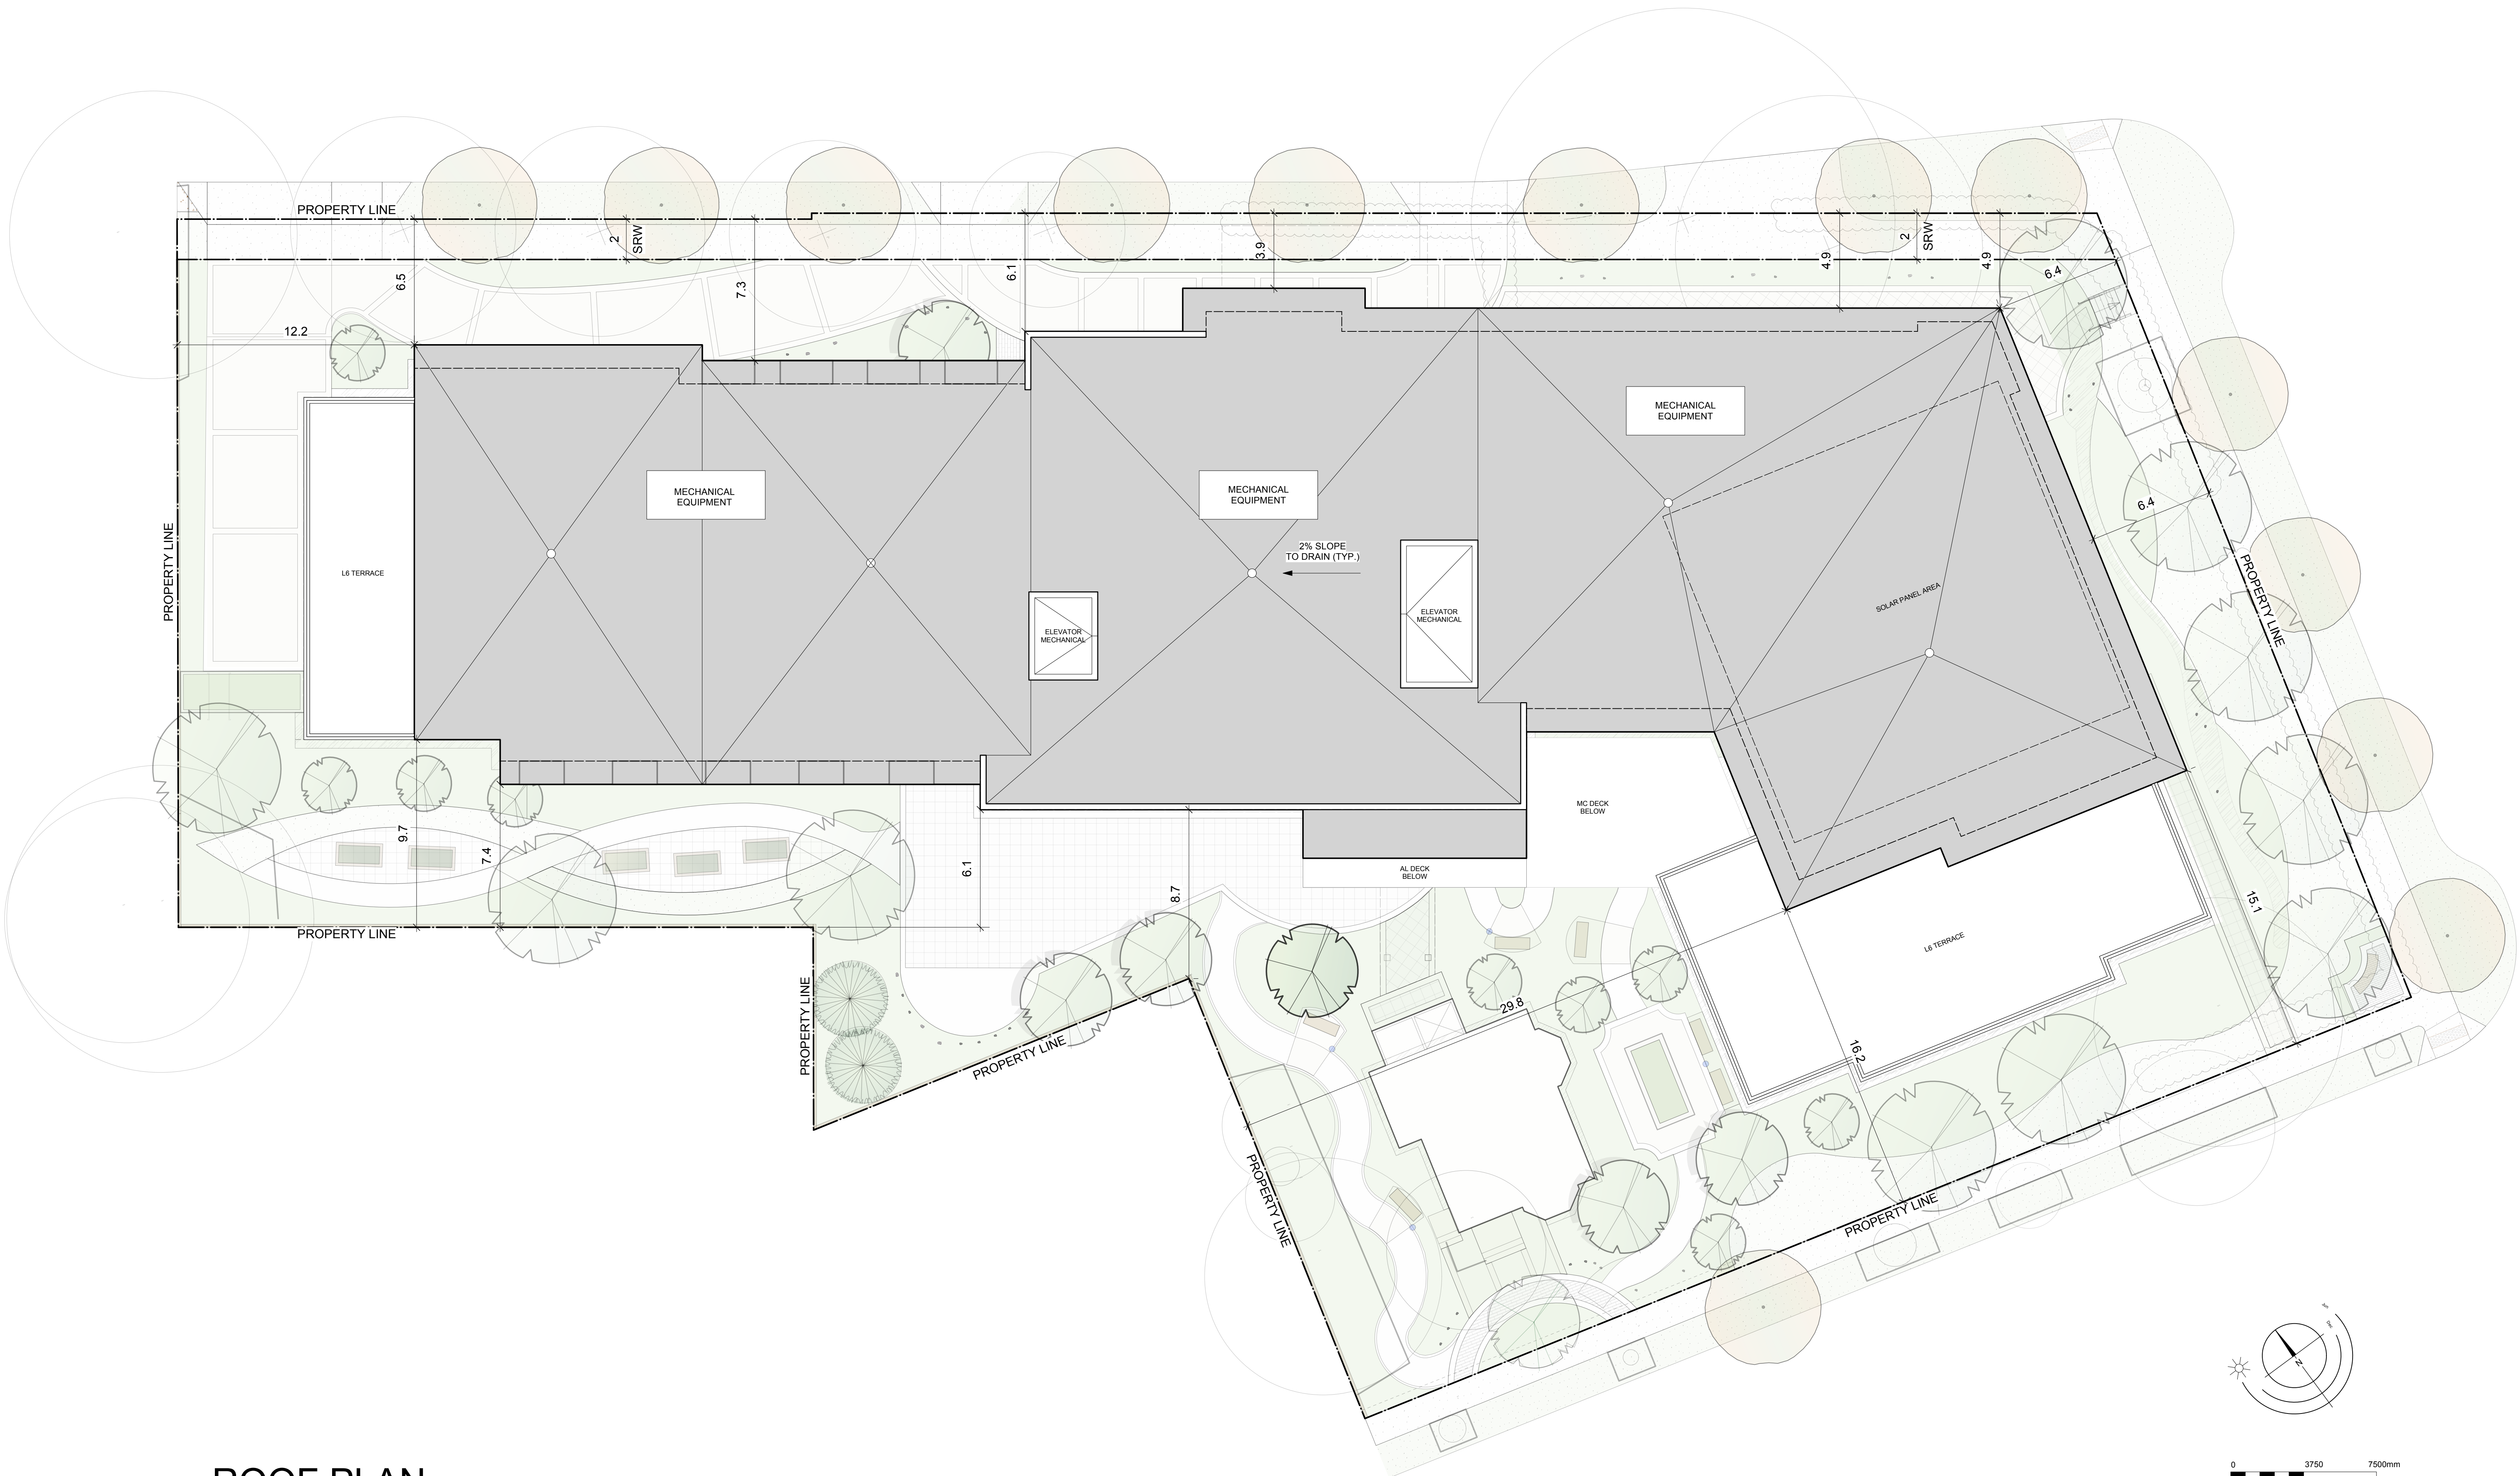 PROPERTY LINE
2
SRW
6.5
7.3
6.1
3.9
4.9
2
SRW
4.9
6.4
12.2
MECHANICAL
EQUIPMENT
MECHANICAL
EQUIPMENT
MECHANICAL
EQUIPMENT
6.4
PROPERTY LINE
L6 TERRACE
2% SLOPE
TO DRAIN (TYP.)
PROPERTY LINE
SOLAR PANEL AREA
ELEVATOR
MECHANICAL
ELEVATOR
MECHANICAL
MC DECK
BELOW
9.7
7.4
6.1
8.7
AL DECK
BELOW
15.1
L6 TERRACE
PROPERTY LINE
PROPERTY LINE
PROPERTY LINE
29.8
16.2
PROPERTY LINE
PROPERTY LINE
Jun
Dec
N
0 3750 7500mm
ROOF PLAN